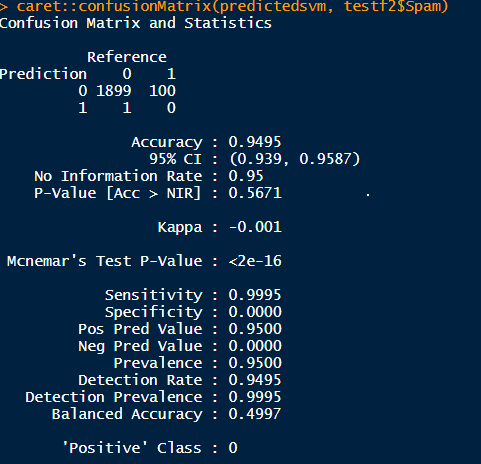 > caret::confusionMatrix(predictedsvm, testf2$Spam)
Confusion Matrix and Statistics
Reference
Prediction 0 1
0 1899 100
1 1 0
Accuracy : 0.9495
95% CI : (0.939, 0.9587)
No Information Rate : 0.95
P-Value [Acc > NIR] : 0.5671
Kappa : -0.001
Mcnemar's Test P-Value : <2e-16
Sensitivity : 0.9995
Specificity : 0.0000
Pos Pred Value : 0.9500
Neg Pred Value : 0.0000
Prevalence : 0.9500
Detection Rate : 0.9495
Detection Prevalence : 0.9995
Balanced Accuracy : 0.4997
'Positive' Class : 0